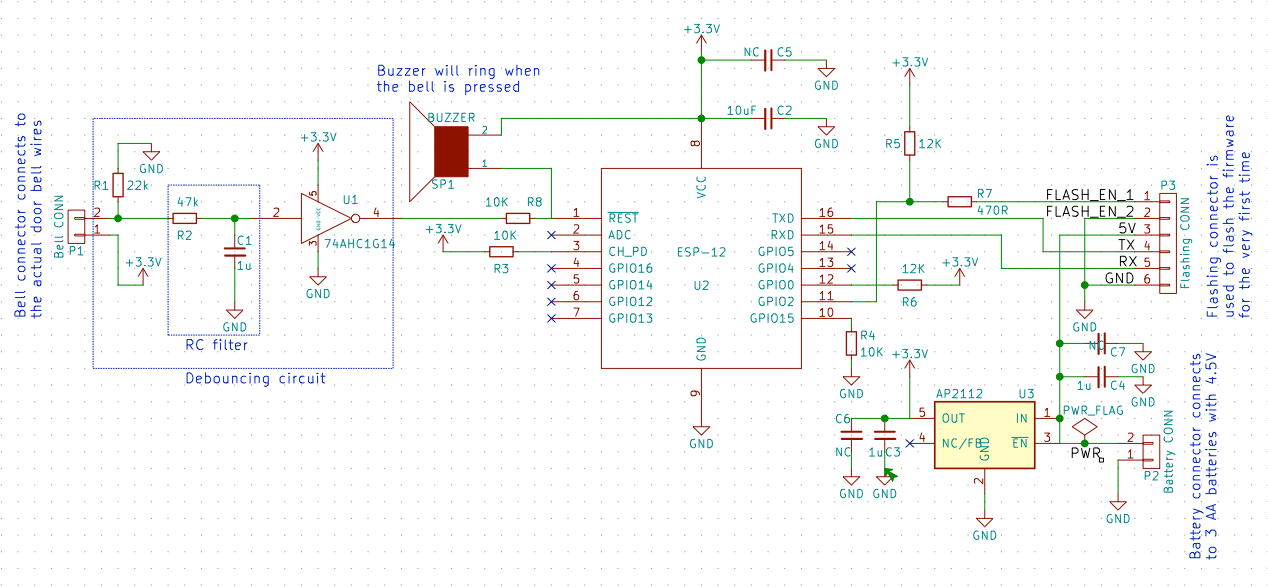 Bell connector connects to
the actual door bell wires
Bell CONN
P1
2
1
R1
22k
GND
+3.3V
47k
R2
C1
1u
GND
RC filter
Debouncing circuit
+3.3V
U1
2
5
GND-VCC
3
4
74AHC1G14
GND
Buzzer will ring when
the bell is pressed
BUZZER
SP1
2
1
10K
R8
+3.3V
10K
R3
+3.3V
NC
C5
GND
10uF
C2
GND
8
VCC
1
REST
2
ADC
3
CH_PD
4
GPIO16
5
GPIO14
6
GPIO12
7
GPIO13
ESP-12
U2
GND
9
GND
TXD
16
RXD
15
GPIO5
14
GPIO4
13
GPIO0
12
GPIO2
11
GPIO15
10
+3.3V
R5
12K
R7
470R
12K
R6
+3.3V
R4
10K
GND
FLASH_EN_1
FLASH_EN_2
5V
TX
RX
GND
P3
1
2
3
4
5
6
Flashing CONN
GND
Flashing connector is
used to flash the firmware
for the very first time
NC
C7
GND
1u
C4
GND
+3.3V
AP2112
U3
5
OUT
4
NC/FB
GND
2
IN
1
EN
3
GND
C6
NC
GND
1u
C3
GND
PWR_FLAG
PWR
2
1
P2
Battery CONN
GND
Battery connector connects
to 3 AA batteries with 4.5V